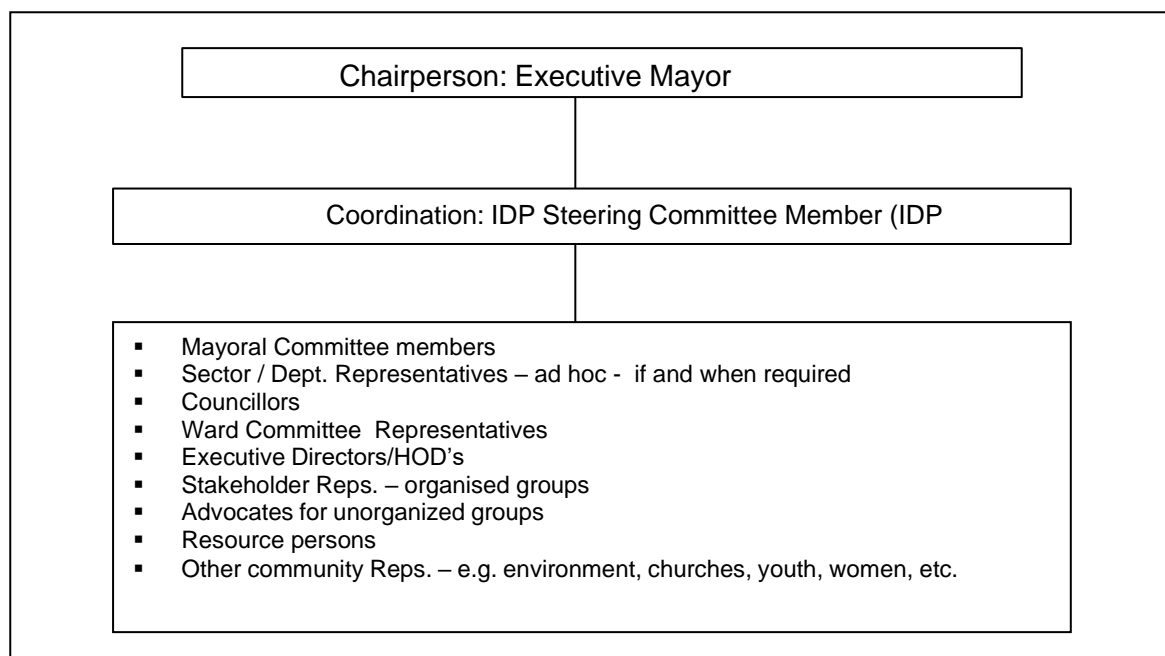 Chairperson: Executive Mayor
Coordination: IDP Steering Committee Member (IDP
▪ Mayoral Committee members
▪ Sector / Dept. Representatives – ad hoc - if and when required
▪ Councillors
▪ Ward Committee Representatives
▪ Executive Directors/HOD's
▪ Stakeholder Reps. – organised groups
▪ Advocates for unorganized groups
▪ Resource persons
▪ Other community Reps. – e.g. environment, churches, youth, women, etc.